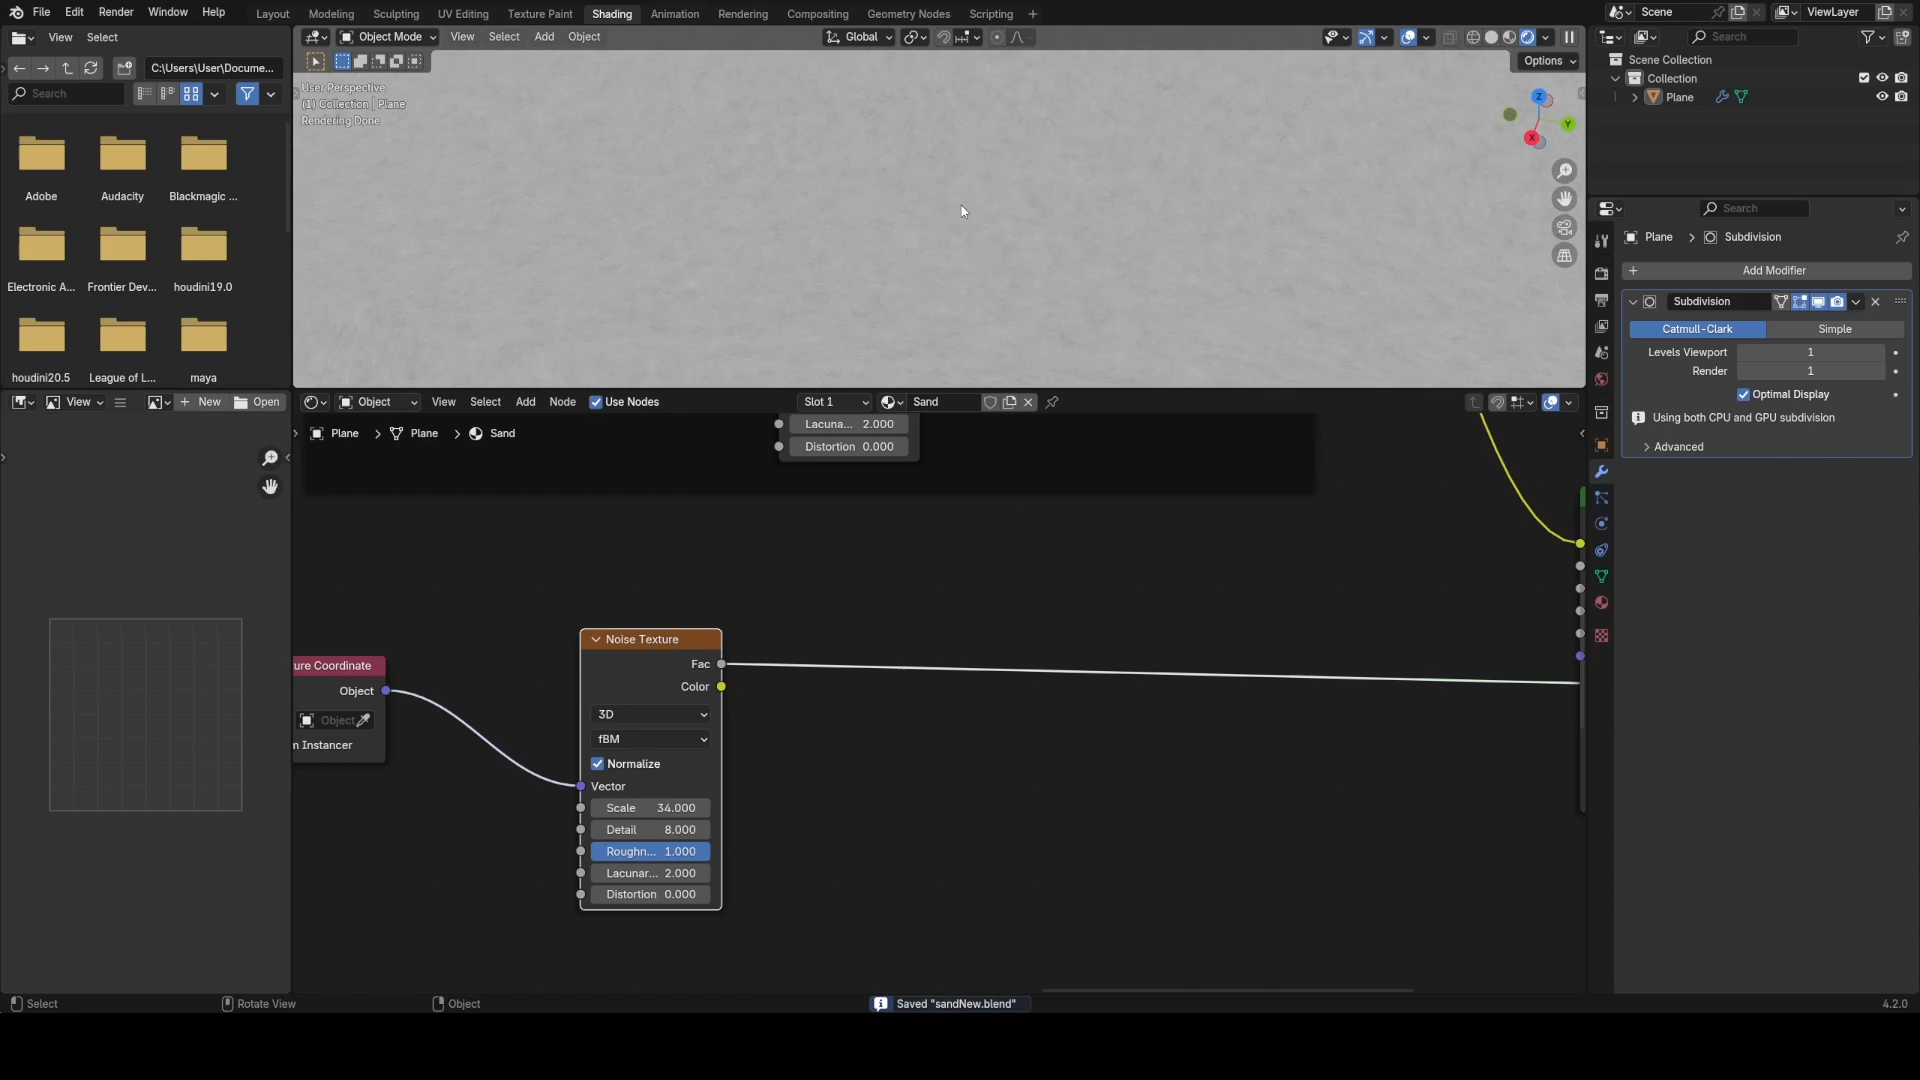 File Edit Render Window Help
Layout Modeling Sculpting UV Editing Texture Paint Shading Animation Rendering Compositing Geometry Nodes Scripting +
Scene
ViewLayer
View Select
C:\Users\User\Docume...
Search
Adobe Audacity Blackmagic ...
Electronic A... Frontier Dev... houdini19.0
houdini20.5 League of L... maya
Object Mode View Select Add Object
Global
Options
User Perspective
(1) Collection | Plane
Rendering Done
Z
Y
X
Search
Scene Collection
Collection
Plane
Search
Plane > Subdivision
+ Add Modifier
Subdivision
Catmull-Clark Simple
Levels Viewport 1
Render 1
Optimal Display
Using both CPU and GPU subdivision
Advanced
View
+ New
Open
Object View Select Add Node Use Nodes
Slot 1
Sand
Plane > Plane > Sand
Lacuna... 2.000
Distortion 0.000
ure Coordinate
Object
Object
n Instancer
Noise Texture
Fac
Color
3D
fBM
Normalize
Vector
Scale 34.000
Detail 8.000
Roughn... 1.000
Lacunar... 2.000
Distortion 0.000
Select
Rotate View
Object
Saved "sandNew.blend"
4.2.0